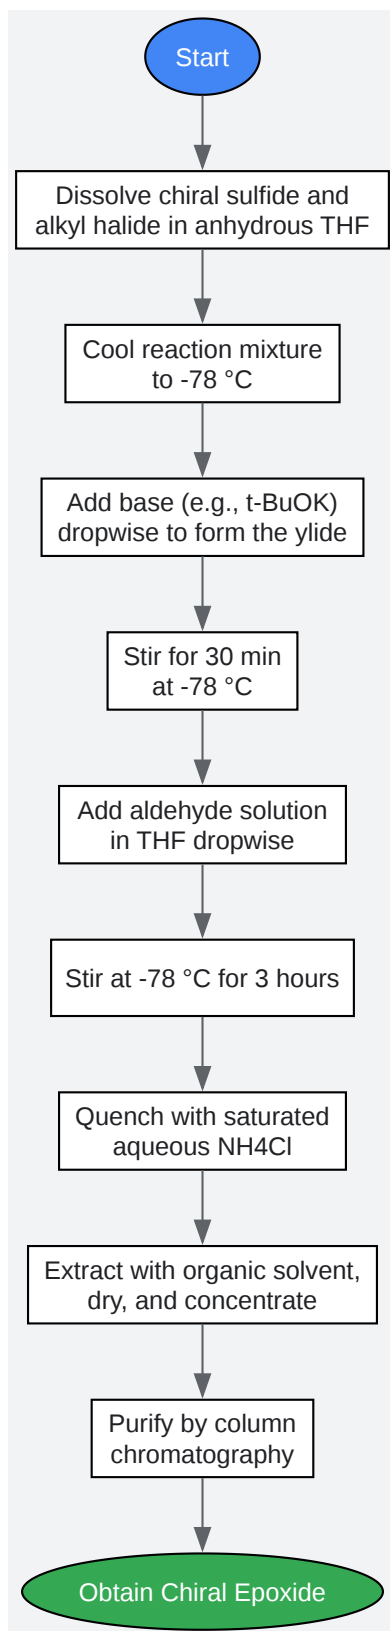 Start
Dissolve chiral sulfide and
alkyl halide in anhydrous THF
Cool reaction mixture
to -78 °C
Add base (e.g., t-BuOK)
dropwise to form the ylide
Stir for 30 min
at -78 °C
Add aldehyde solution
in THF dropwise
Stir at -78 °C for 3 hours
Quench with saturated
aqueous NH4Cl
Extract with organic solvent,
dry, and concentrate
Purify by column
chromatography
Obtain Chiral Epoxide